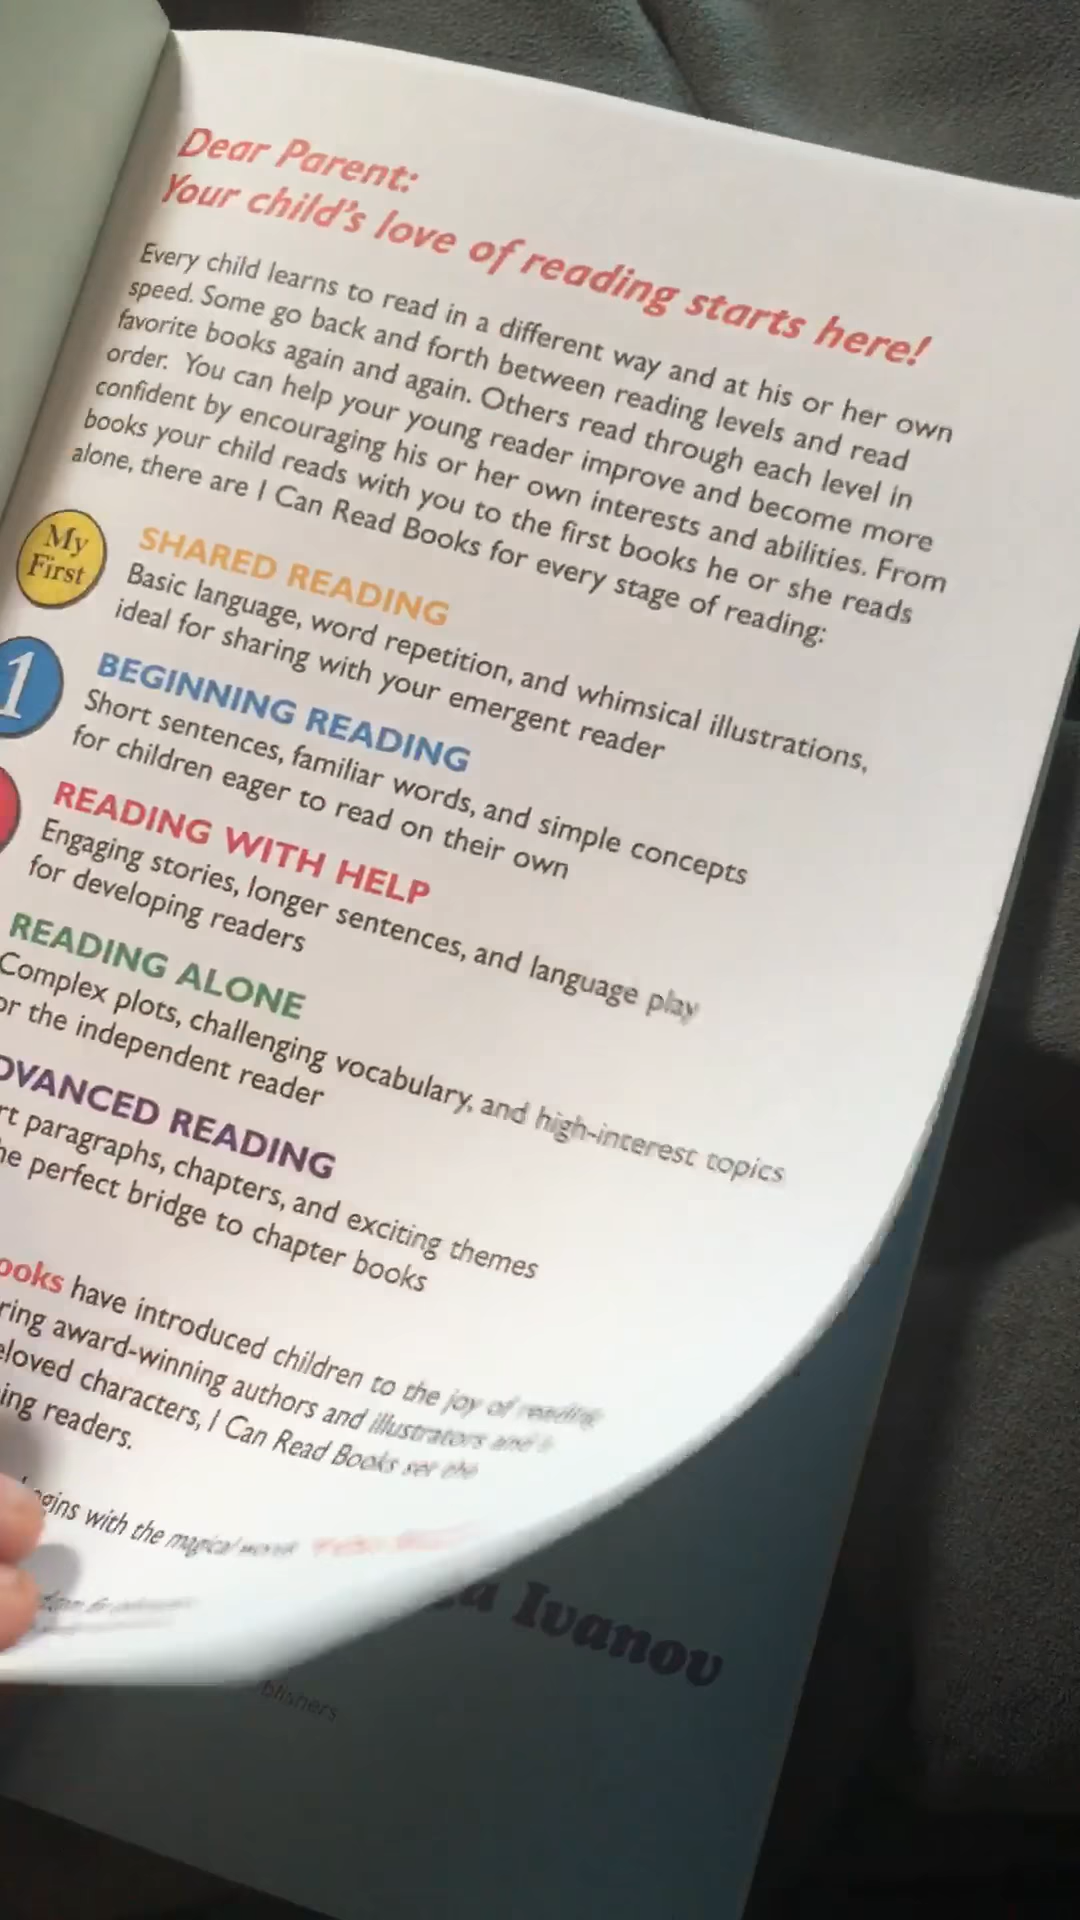 Dear Parent:
Your child's love of reading starts here!
Every child learns to read in a different way and at his or her own
speed. Some go back and forth between reading levels and read
favorite books again and again. Others read through each level in
order. You can help your young reader improve and become more
confident by encouraging his or her own interests and abilities. From
books your child reads with you to the first books he or she reads
alone, there are I Can Read Books for every stage of reading:
My
First
SHARED READING
Basic language, word repetition, and whimsical illustrations,
ideal for sharing with your emergent reader
1
BEGINNING READING
Short sentences, familiar words, and simple concepts
for children eager to read on their own
READING WITH HELP
Engaging stories, longer sentences, and language play
for developing readers
READING ALONE
Complex plots, challenging vocabulary, and high-interest topics
or the independent reader
DVANCED READING
rt paragraphs, chapters, and exciting themes
he perfect bridge to chapter books
ooks have introduced children to the joy of reading
ring award-winning authors and illustrators and
eloved characters, I Can Read Books set the
ing readers.
gins with the magical words
Ivanov
blishers